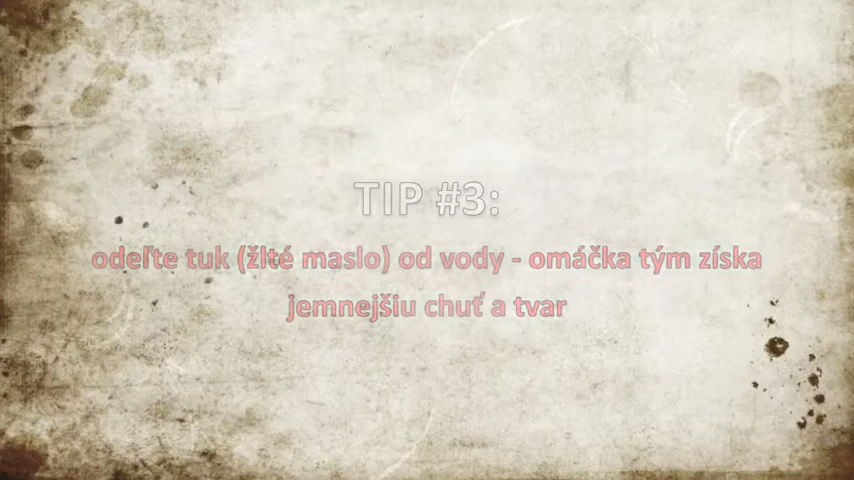 TIP #3:
odeľte tuk (žlté maslo) od vody - omáčka tým získa
jemnejšiu chuť a tvar